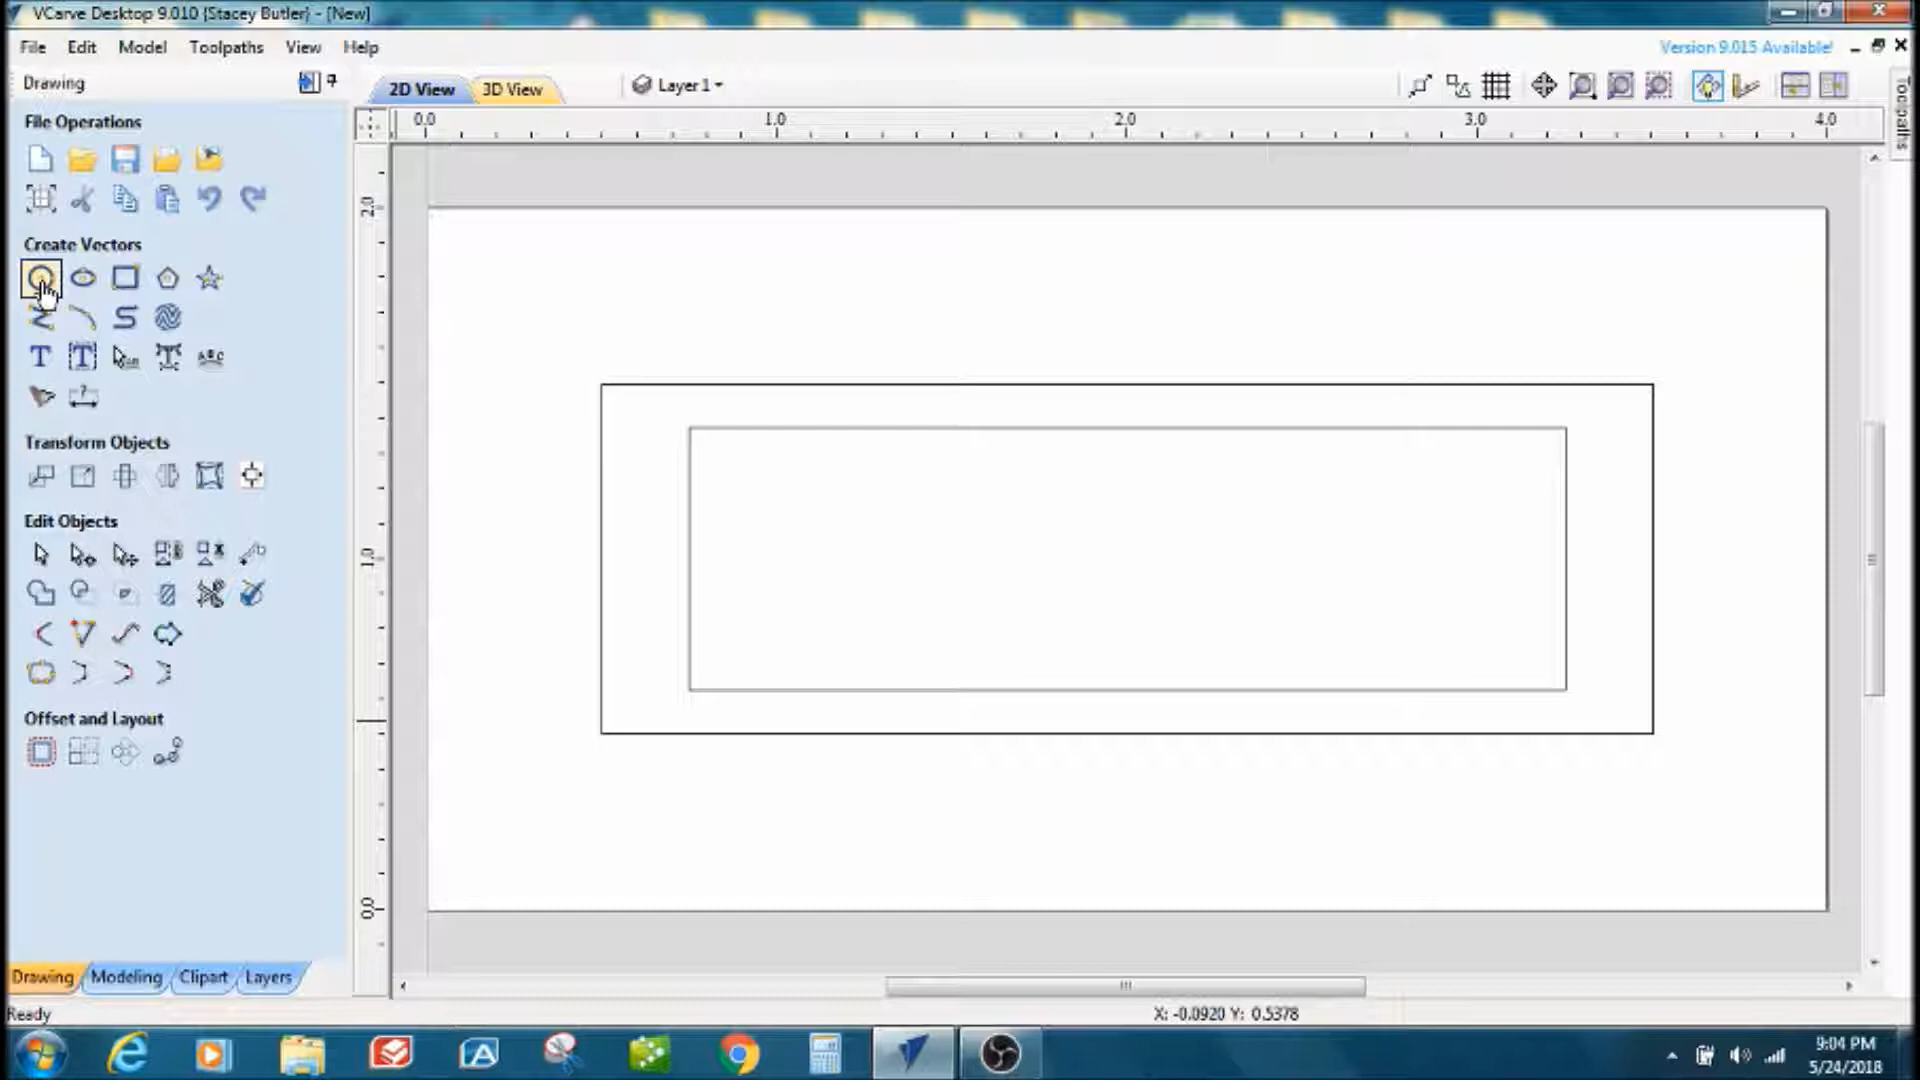 VCarve Desktop 9.010 {Stacey Butler} - [New]
File Edit Model Toolpaths View Help
Version 9.015 Available!
Drawing
2D View 3D View Layer 1
Toolpaths
File Operations
0.0 1.0 2.0 3.0 4.0
2.0
Create Vectors
Transform Objects
Edit Objects
1.0
Offset and Layout
0.0
Drawing Modeling Clipart Layers
Ready
X: -0.0920 Y: 0.5378
9:04 PM
5/24/2018